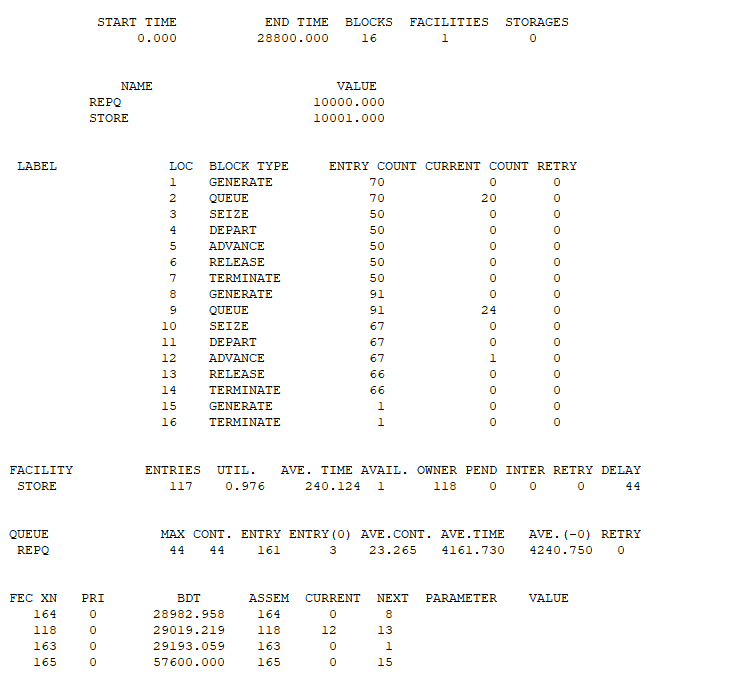 START TIME END TIME BLOCKS FACILITIES STORAGES
0.000 28800.000 16 1 0
NAME VALUE
REPQ 10000.000
STORE 10001.000
LABEL LOC BLOCK TYPE ENTRY COUNT CURRENT COUNT RETRY
1 GENERATE 70 0 0
2 QUEUE 70 20 0
3 SEIZE 50 0 0
4 DEPART 50 0 0
5 ADVANCE 50 0 0
6 RELEASE 50 0 0
7 TERMINATE 50 0 0
8 GENERATE 91 0 0
9 QUEUE 91 24 0
10 SEIZE 67 0 0
11 DEPART 67 0 0
12 ADVANCE 67 1 0
13 RELEASE 66 0 0
14 TERMINATE 66 0 0
15 GENERATE 1 0 0
16 TERMINATE 1 0 0
FACILITY ENTRIES UTIL. AVE. TIME AVAIL. OWNER PEND INTER RETRY DELAY
STORE 117 0.976 240.124 1 118 0 0 0 44
QUEUE MAX CONT. ENTRY ENTRY(0) AVE.CONT. AVE.TIME AVE.(-0) RETRY
REPQ 44 44 161 3 23.265 4161.730 4240.750 0
FEC XN PRI BDT ASSEM CURRENT NEXT PARAMETER VALUE
164 0 28982.958 164 0 8
118 0 29019.219 118 12 13
163 0 29193.059 163 0 1
165 0 57600.000 165 0 15